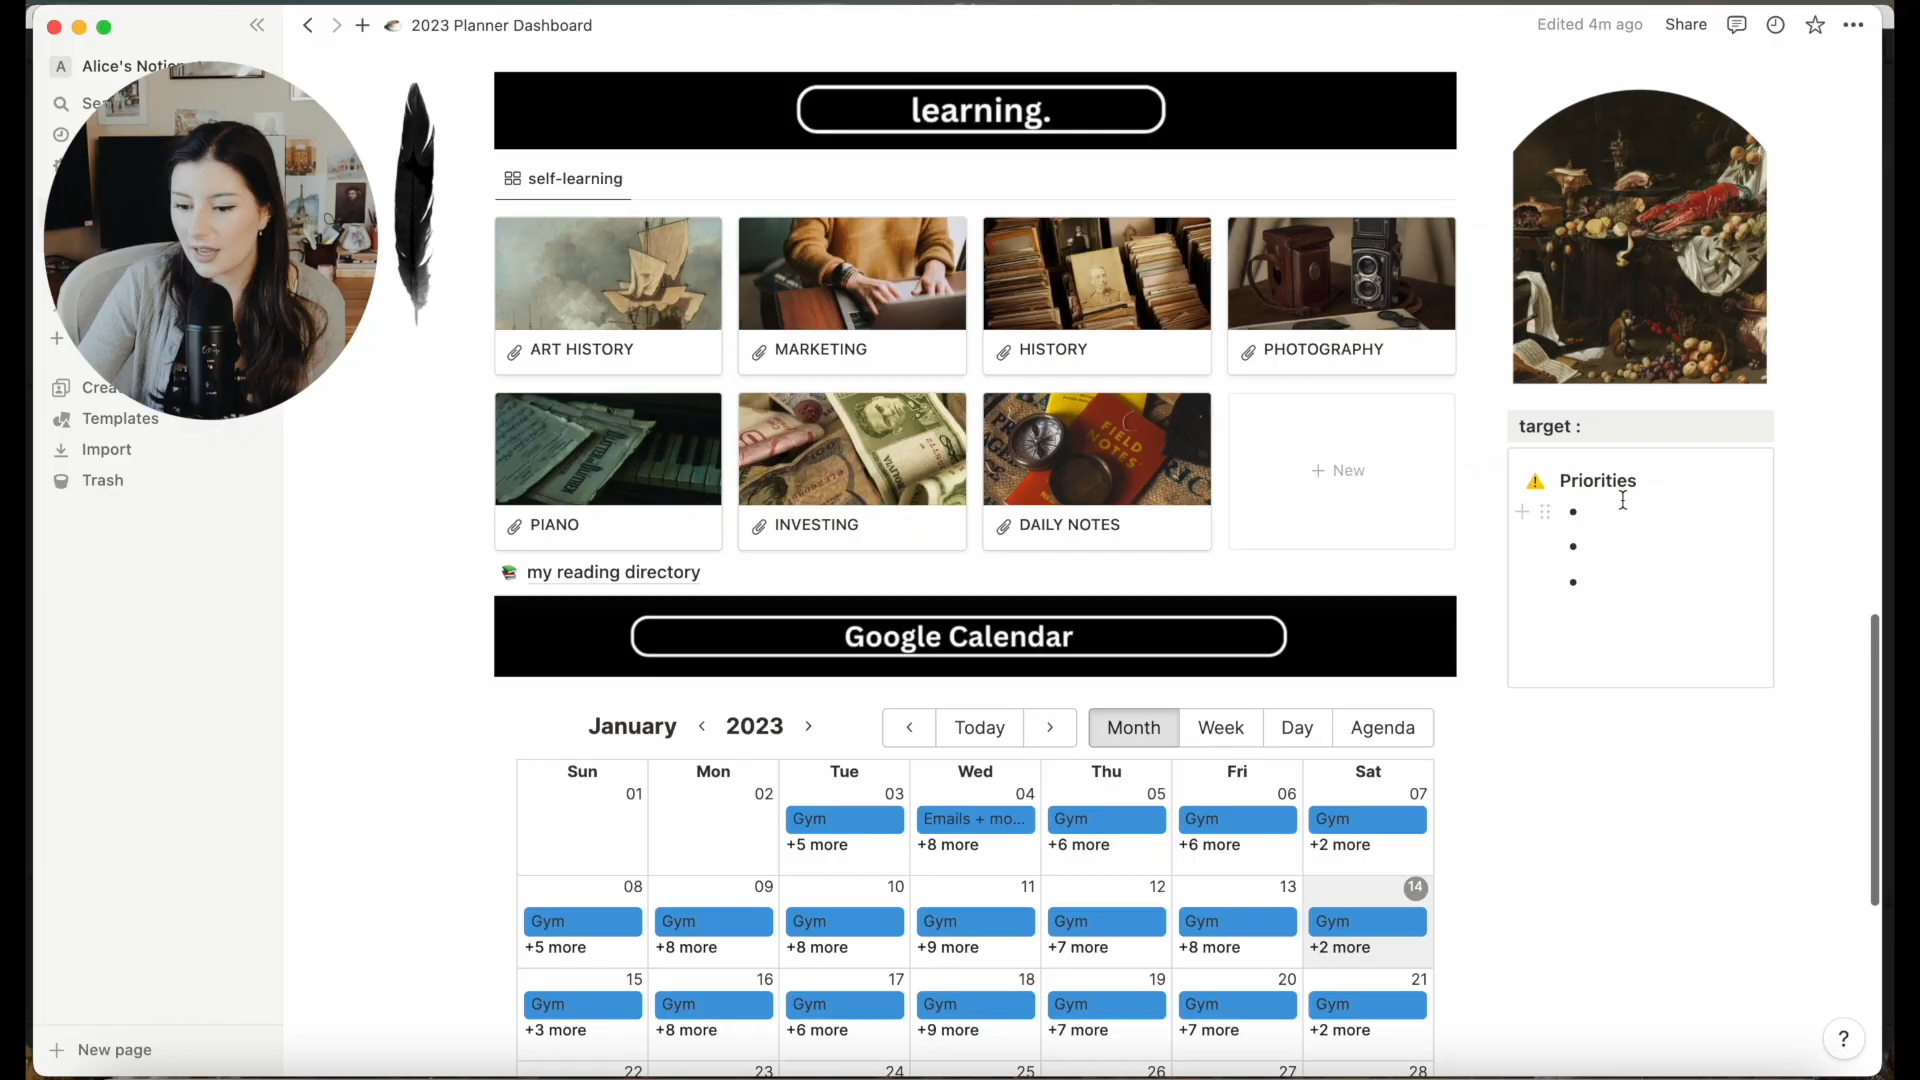 2023 Planner Dashboard
Edited 4m ago
Share
A
Alice's Notion
Templates
Import
Trash
New page
learning.
self-learning
ART HISTORY
MARKETING
HISTORY
PHOTOGRAPHY
FIELD NOTES
PIANO
INVESTING
DAILY NOTES
+ New
my reading directory
target :
Priorities
Google Calendar
January < 2023 >
< Today >
Month Week Day Agenda
Sun Mon Tue Wed Thu Fri Sat
01 02 03 04 05 06 07
Gym Emails + mo... Gym Gym Gym
+5 more +8 more +6 more +6 more +2 more
08 09 10 11 12 13 14
Gym Gym Gym Gym Gym Gym Gym
+5 more +8 more +8 more +9 more +7 more +8 more +2 more
15 16 17 18 19 20 21
Gym Gym Gym Gym Gym Gym Gym
+3 more +8 more +6 more +9 more +7 more +7 more +2 more
22 23 24 25 26 27 28
?